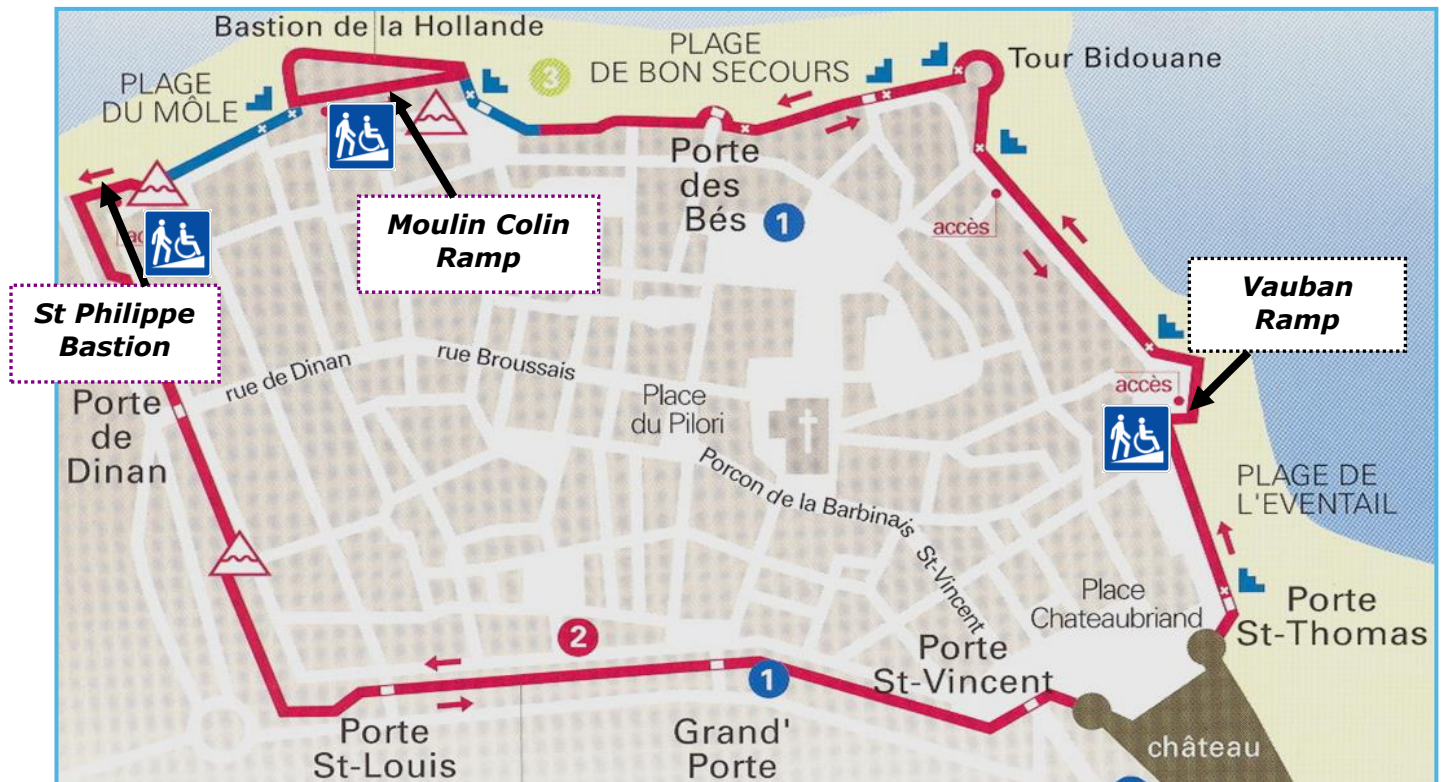 Bastion de la Hollande
PLAGE
DU MÔLE
3
PLAGE
DE BON SECOURS
Tour Bidouane
Porte
des
Bés
1
accès
Moulin Colin
Ramp
St Philippe
Bastion
Vauban
Ramp
accès
Porte
de
Dinan
rue de Dinan
rue Broussais
Place
du Pilori
Porcon de la Barbinais
St-Vincent
PLAGE DE
L'EVENTAIL
Place
Chateaubriand
Porte
St-Thomas
2
1
Porte
St-Vincent
Porte
St-Louis
Grand'
Porte
château